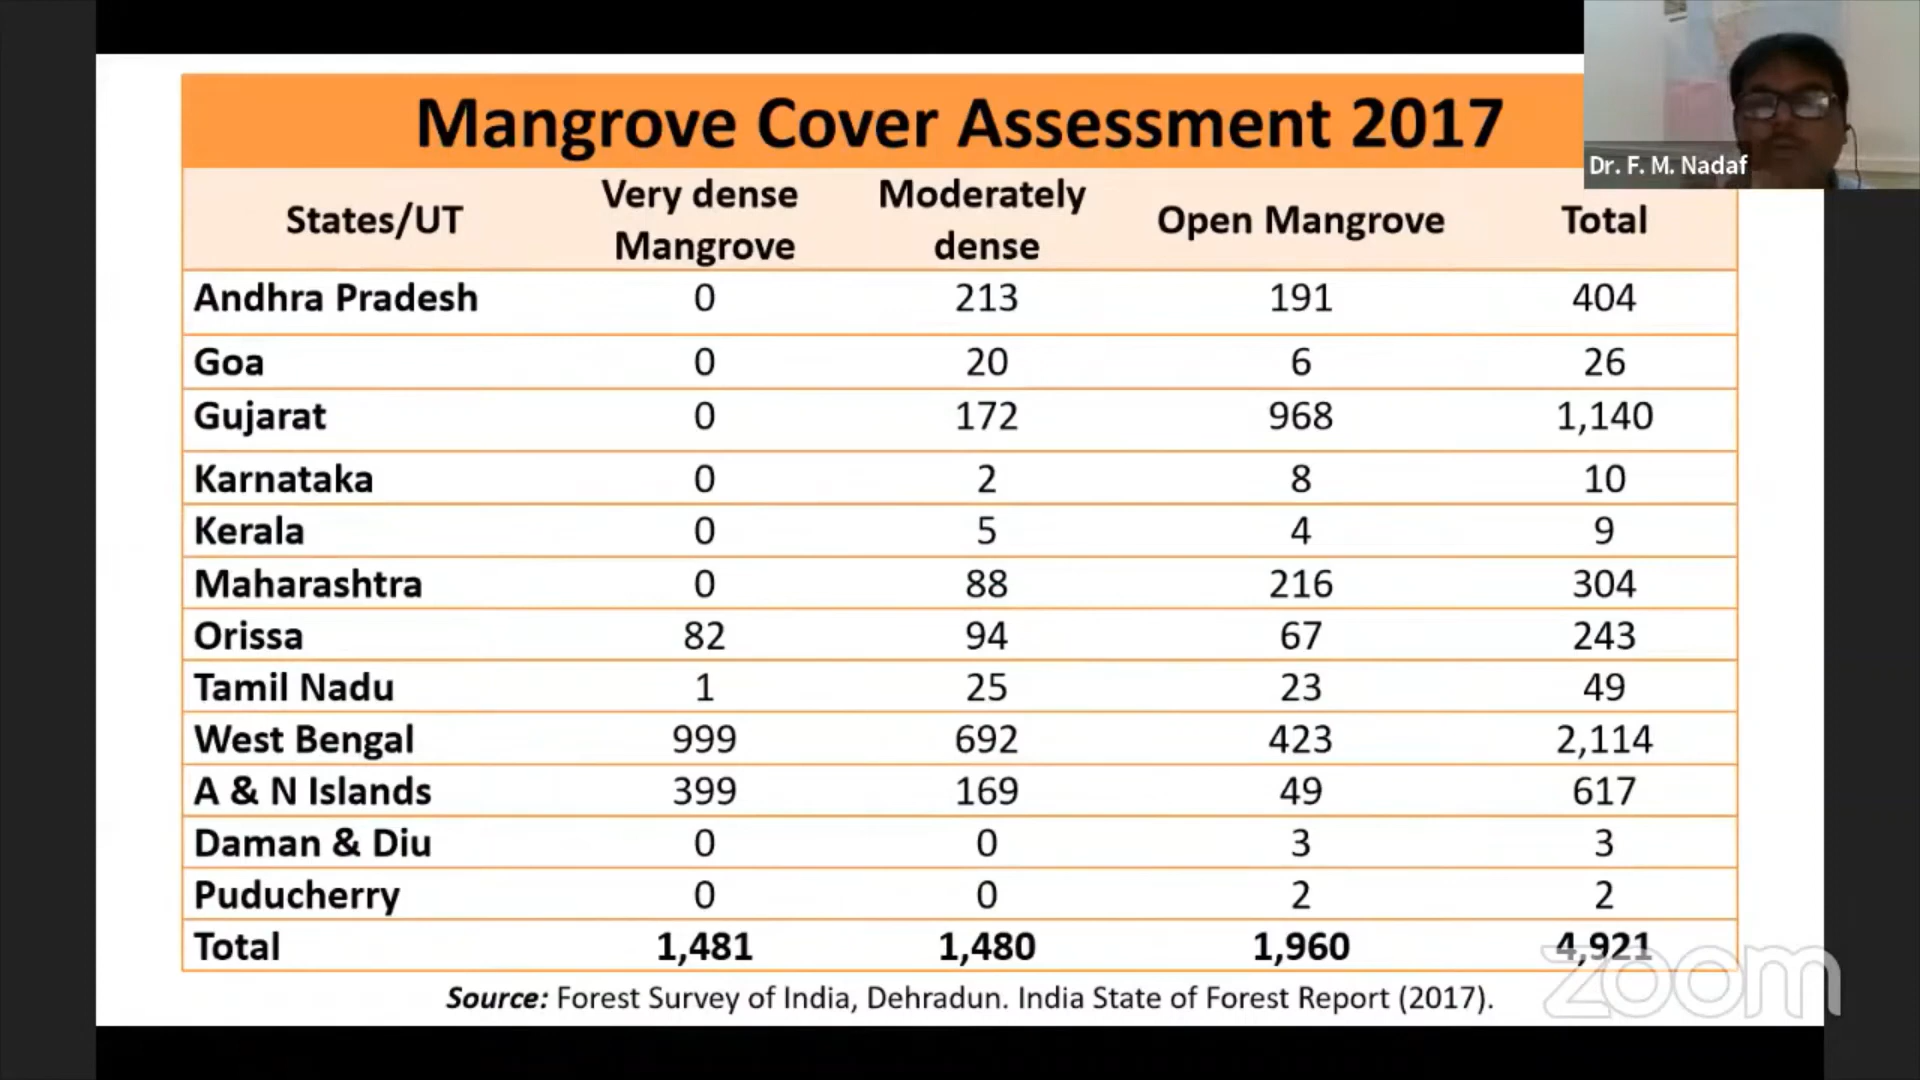 Mangrove Cover Assessment 2017
Dr. F. M. Nadaf
States/UT Very dense Mangrove Moderately dense Open Mangrove Total
Andhra Pradesh 0 213 191 404
Goa 0 20 6 26
Gujarat 0 172 968 1,140
Karnataka 0 2 8 10
Kerala 0 5 4 9
Maharashtra 0 88 216 304
Orissa 82 94 67 243
Tamil Nadu 1 25 23 49
West Bengal 999 692 423 2,114
A & N Islands 399 169 49 617
Daman & Diu 0 0 3 3
Puducherry 0 0 2 2
Total 1,481 1,480 1,960 4,921
Source: Forest Survey of India, Dehradun. India State of Forest Report (2017).
zoom